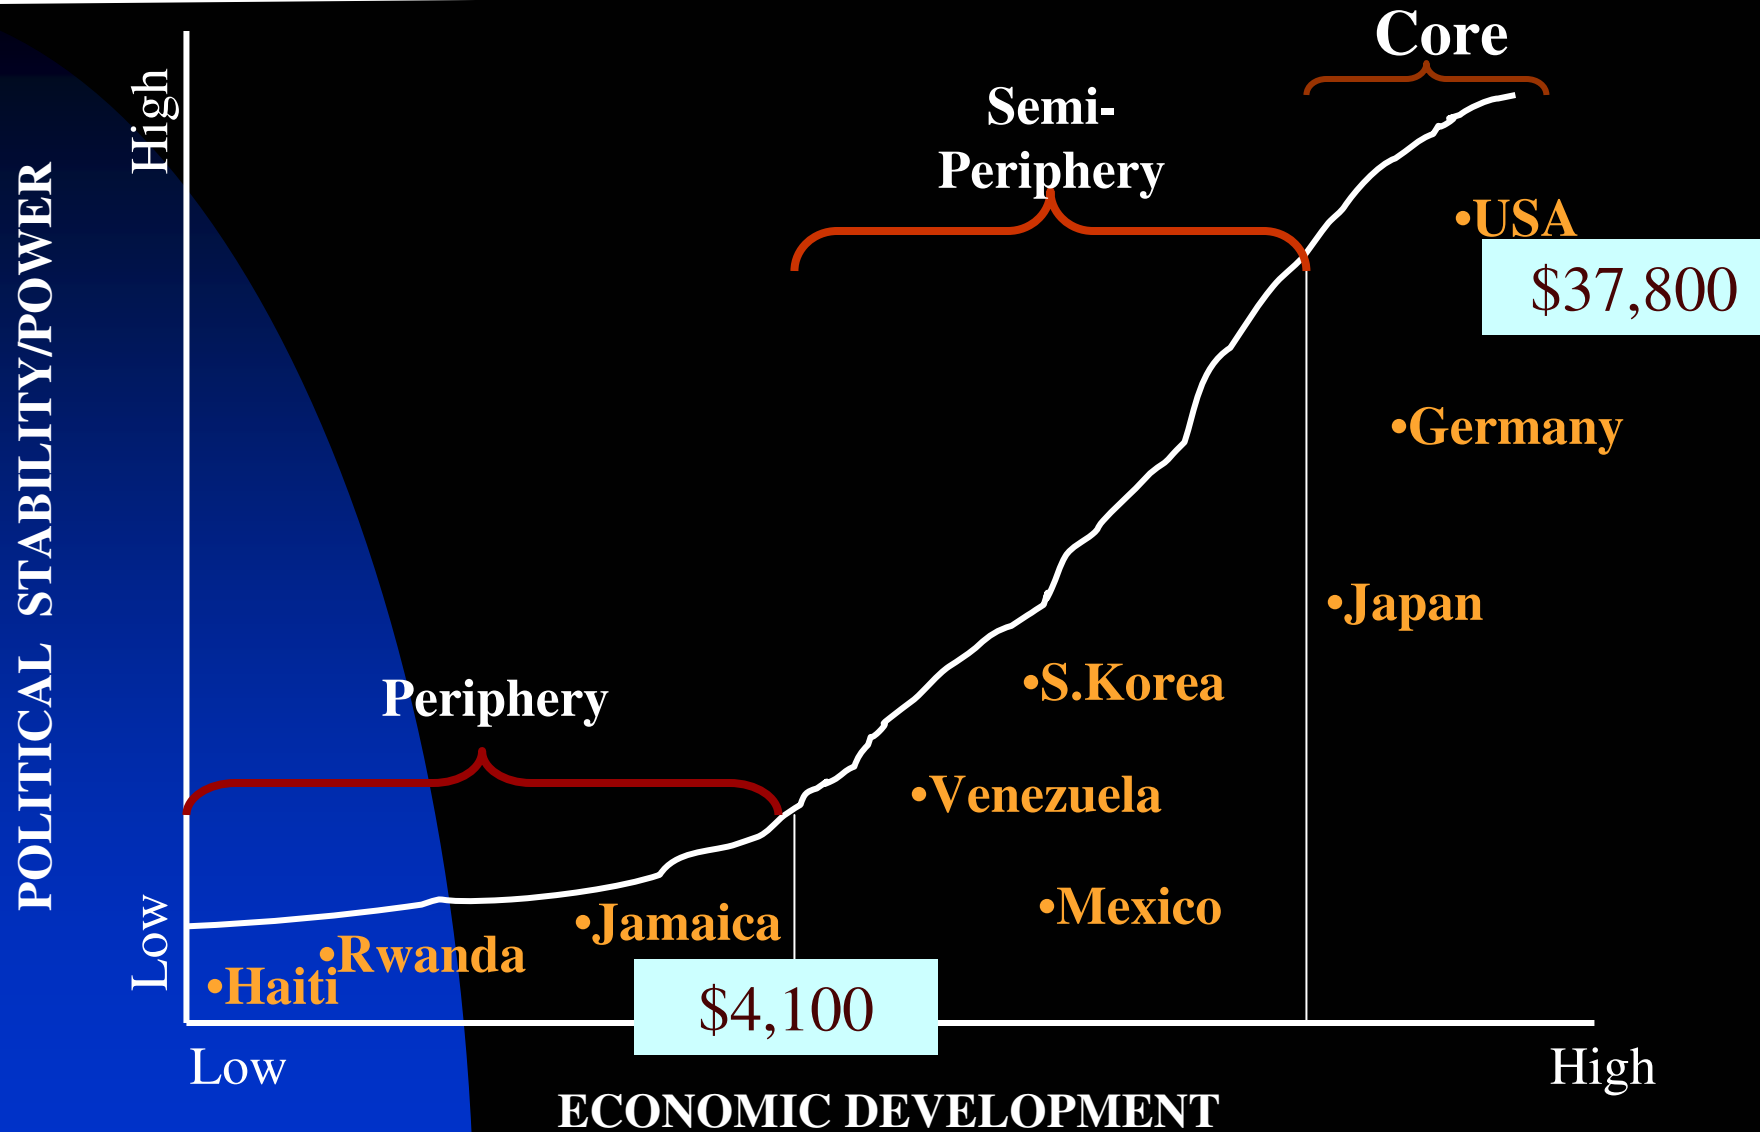 Core
High
Semi-
Periphery
•USA
$37,800
POLITICAL STABILITY/POWER
•Germany
•Japan
•S.Korea
Periphery
•Venezuela
•Mexico
•Jamaica
Low
•Rwanda
•Haiti
$4,100
Low
High
ECONOMIC DEVELOPMENT